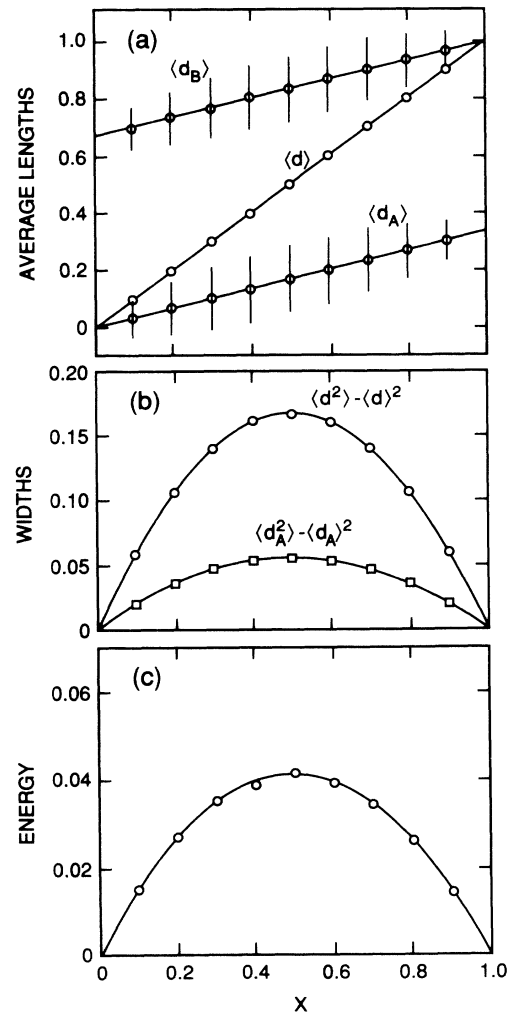 (a)
⟨d_B⟩
⟨d⟩
⟨d_A⟩
AVERAGE LENGTHS
1.0
0.8
0.6
0.4
0.2
0
(b)
⟨d²⟩-⟨d⟩²
⟨d_A²⟩-⟨d_A⟩²
WIDTHS
0.20
0.15
0.10
0.05
0
(c)
ENERGY
0.06
0.04
0.02
0
0 0.2 0.4 0.6 0.8 1.0
X